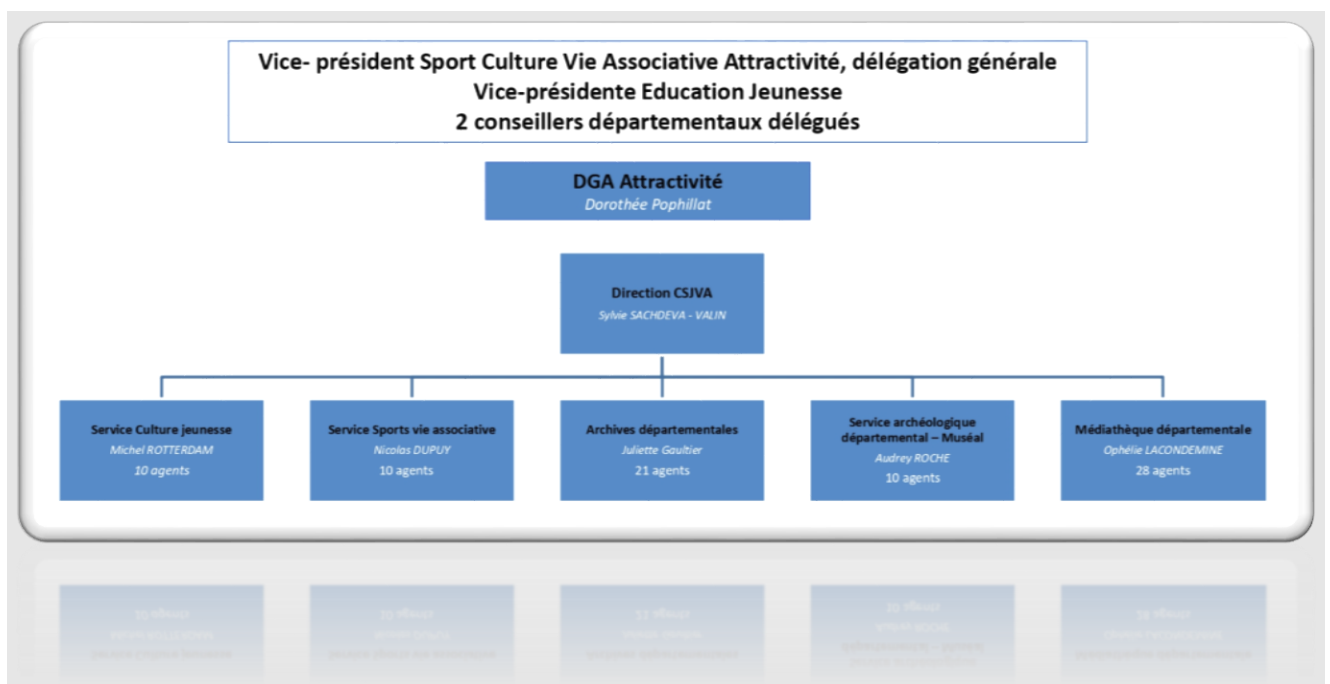 Vice- président Sport Culture Vie Associative Attractivité, délégation générale
Vice-présidente Education Jeunesse
2 conseillers départementaux délégués
DGA Attractivité
Dorothée Pophillat
Direction CSJVA
Sylvie SACHDEVA - VALIN
Service Culture jeunesse
Michel ROTTERDAM
10 agents
Service Sports vie associative
Nicolas DUPUY
10 agents
Archives départementales
Juliette Gaultier
21 agents
Service archéologique
départemental – Muséal
Audrey ROCHE
10 agents
Médiathèque départementale
Ophélie LACONDEMINE
28 agents